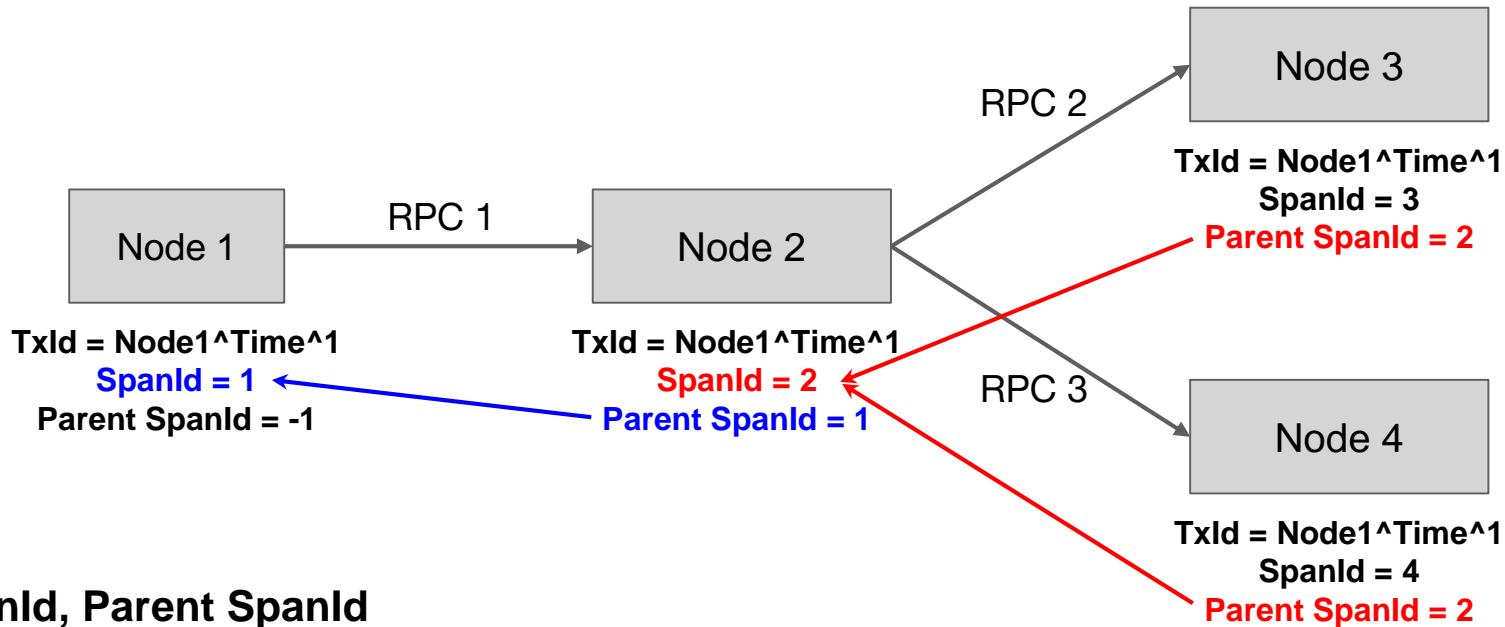 Node 3
RPC 2
TxId = Node1^Time^1
SpanId = 3
Parent SpanId = 2
RPC 1
Node 1
Node 2
TxId = Node1^Time^1
SpanId = 1
Parent SpanId = -1
TxId = Node1^Time^1
SpanId = 2
Parent SpanId = 1
RPC 3
Node 4
TxId = Node1^Time^1
SpanId = 4
Parent SpanId = 2
nId, Parent SpanId